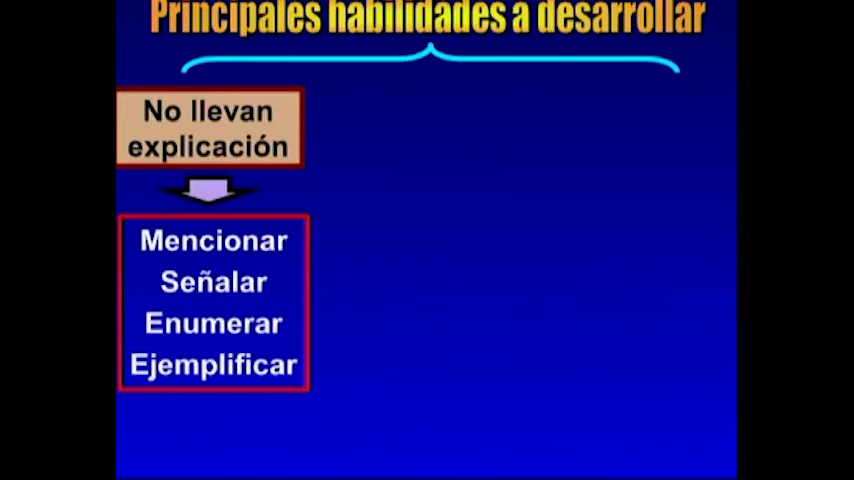 Principales habilidades a desarrollar
No llevan
explicación
Mencionar
Señalar
Enumerar
Ejemplificar